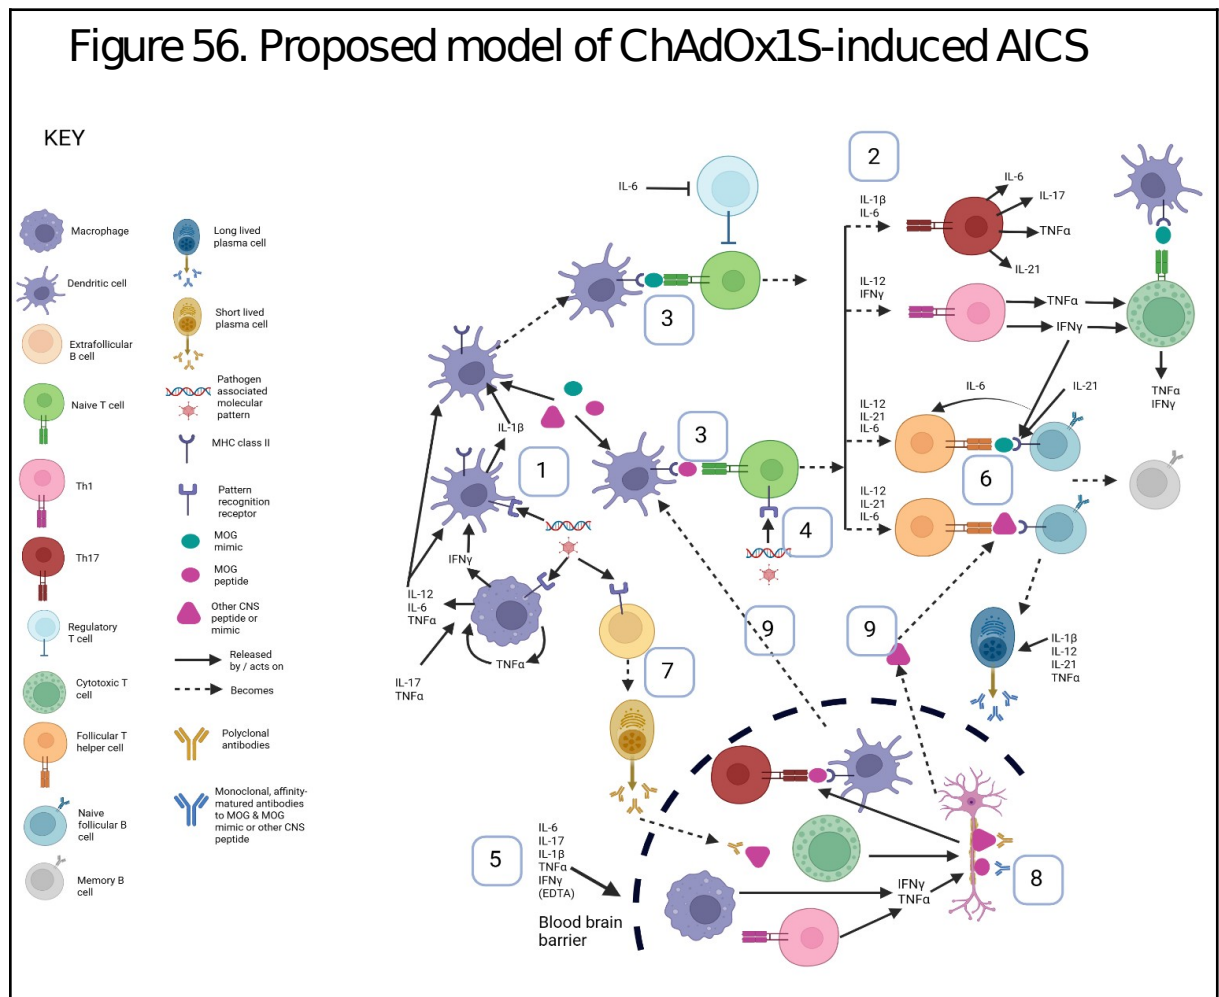 Figure 56. Proposed model of ChAdOx1S-induced AICS
KEY
Macrophage
Dendritic cell
Extrafollicular
B cell
Naive T cell
Th1
Th17
Regulatory
T cell
Cytotoxic T
cell
Follicular T
helper cell
Naive
follicular B
cell
Memory B
cell
Long lived
plasma cell
Short lived
plasma cell
Pathogen
associated
molecular
pattern
MHC class II
Pattern
recognition
receptor
MOG
mimic
MOG
peptide
Other CNS
peptide or
mimic
Released
by / acts on
Becomes
Polyclonal
antibodies
Monoclonal, affinity-
matured antibodies
to MOG & MOG
mimic or other CNS
peptide
IL-6
3
2
IL-1β
IL-6
IL-6
IL-17
TNFα
IL-21
IL-12
IFNγ
TNFα
IFNγ
TNFα
IFNγ
IL-1β
1
3
4
IL-12
IL-21
IL-6
IL-6
IL-21
6
IL-12
IL-21
IL-6
IFNγ
IL-12
IL-6
TNFα
TNFα
IL-17
TNFα
7
9
9
IL-1β
IL-12
IL-21
TNFα
5
IL-6
IL-17
IL-1β
TNFα
IFNγ
(EDTA)
Blood brain
barrier
IFNγ
TNFα
8